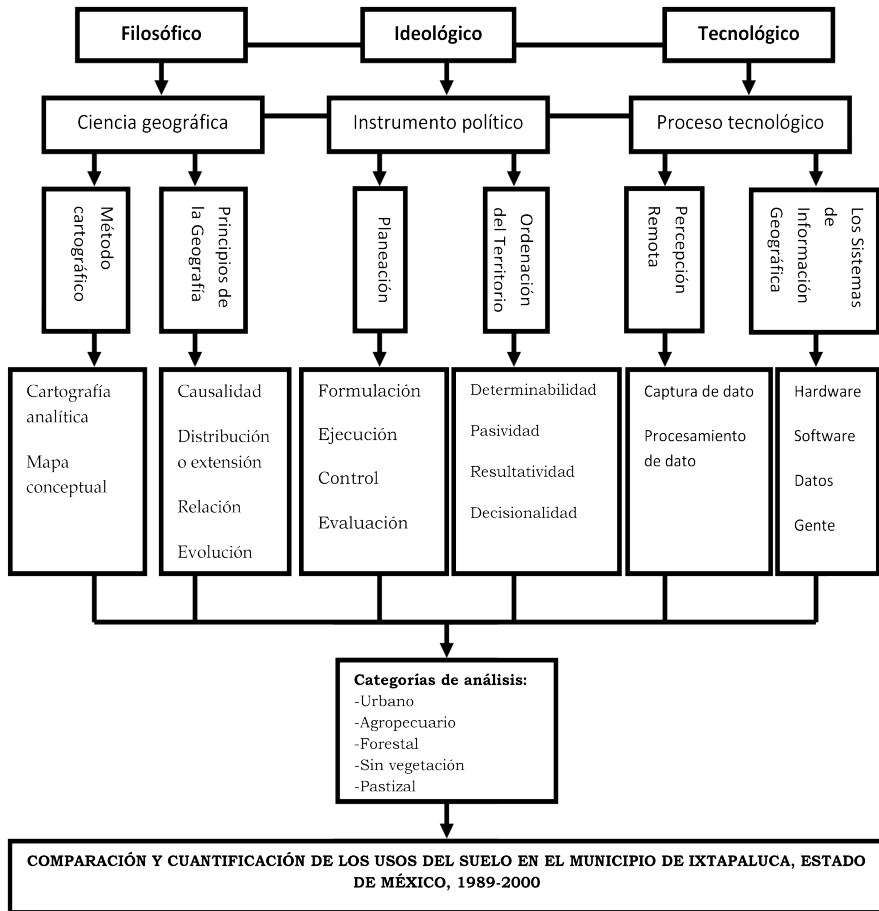 Filosófico
Ideológico
Tecnológico
Ciencia geográfica
Instrumento político
Proceso tecnológico
Método
cartográfico
Principios de
la Geografía
Planeación
Ordenación
del Territorio
Percepción
Remota
Los Sistemas
de
Información
Geográfica
Cartografía
analítica
Mapa
conceptual
Causalidad
Distribución
o extensión
Relación
Evolución
Formulación
Ejecución
Control
Evaluación
Determinabilidad
Pasividad
Resultatividad
Decisionalidad
Captura de dato
Procesamiento
de dato
Hardware
Software
Datos
Gente
Categorías de análisis:
-Urbano
-Agropecuario
-Forestal
-Sin vegetación
-Pastizal
COMPARACIÓN Y CUANTIFICACIÓN DE LOS USOS DEL SUELO EN EL MUNICIPIO DE IXTAPALUCA, ESTADO
DE MÉXICO, 1989-2000